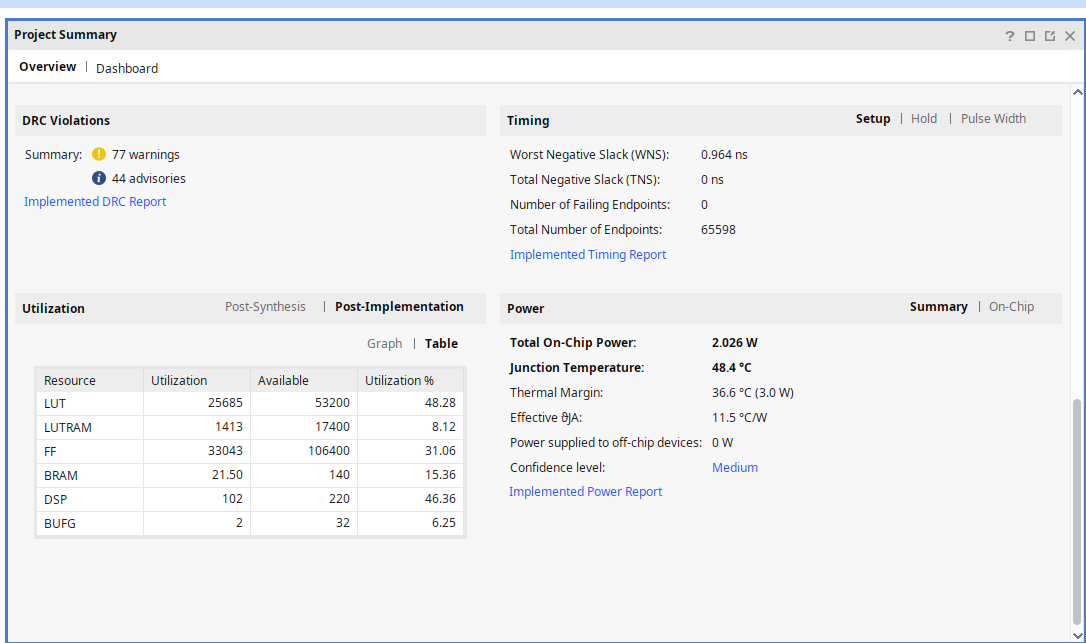 Project Summary
Overview | Dashboard
DRC Violations
Summary: 77 warnings
44 advisories
Implemented DRC Report
Timing Setup | Hold | Pulse Width
Worst Negative Slack (WNS): 0.964 ns
Total Negative Slack (TNS): 0 ns
Number of Failing Endpoints: 0
Total Number of Endpoints: 65598
Implemented Timing Report
Utilization Post-Synthesis | Post-Implementation
Graph | Table
Resource Utilization Available Utilization %
LUT 25685 53200 48.28
LUTRAM 1413 17400 8.12
FF 33043 106400 31.06
BRAM 21.50 140 15.36
DSP 102 220 46.36
BUFG 2 32 6.25
Power Summary | On-Chip
Total On-Chip Power: 2.026 W
Junction Temperature: 48.4 °C
Thermal Margin: 36.6 °C (3.0 W)
Effective ϑJA: 11.5 °C/W
Power supplied to off-chip devices: 0 W
Confidence level: Medium
Implemented Power Report